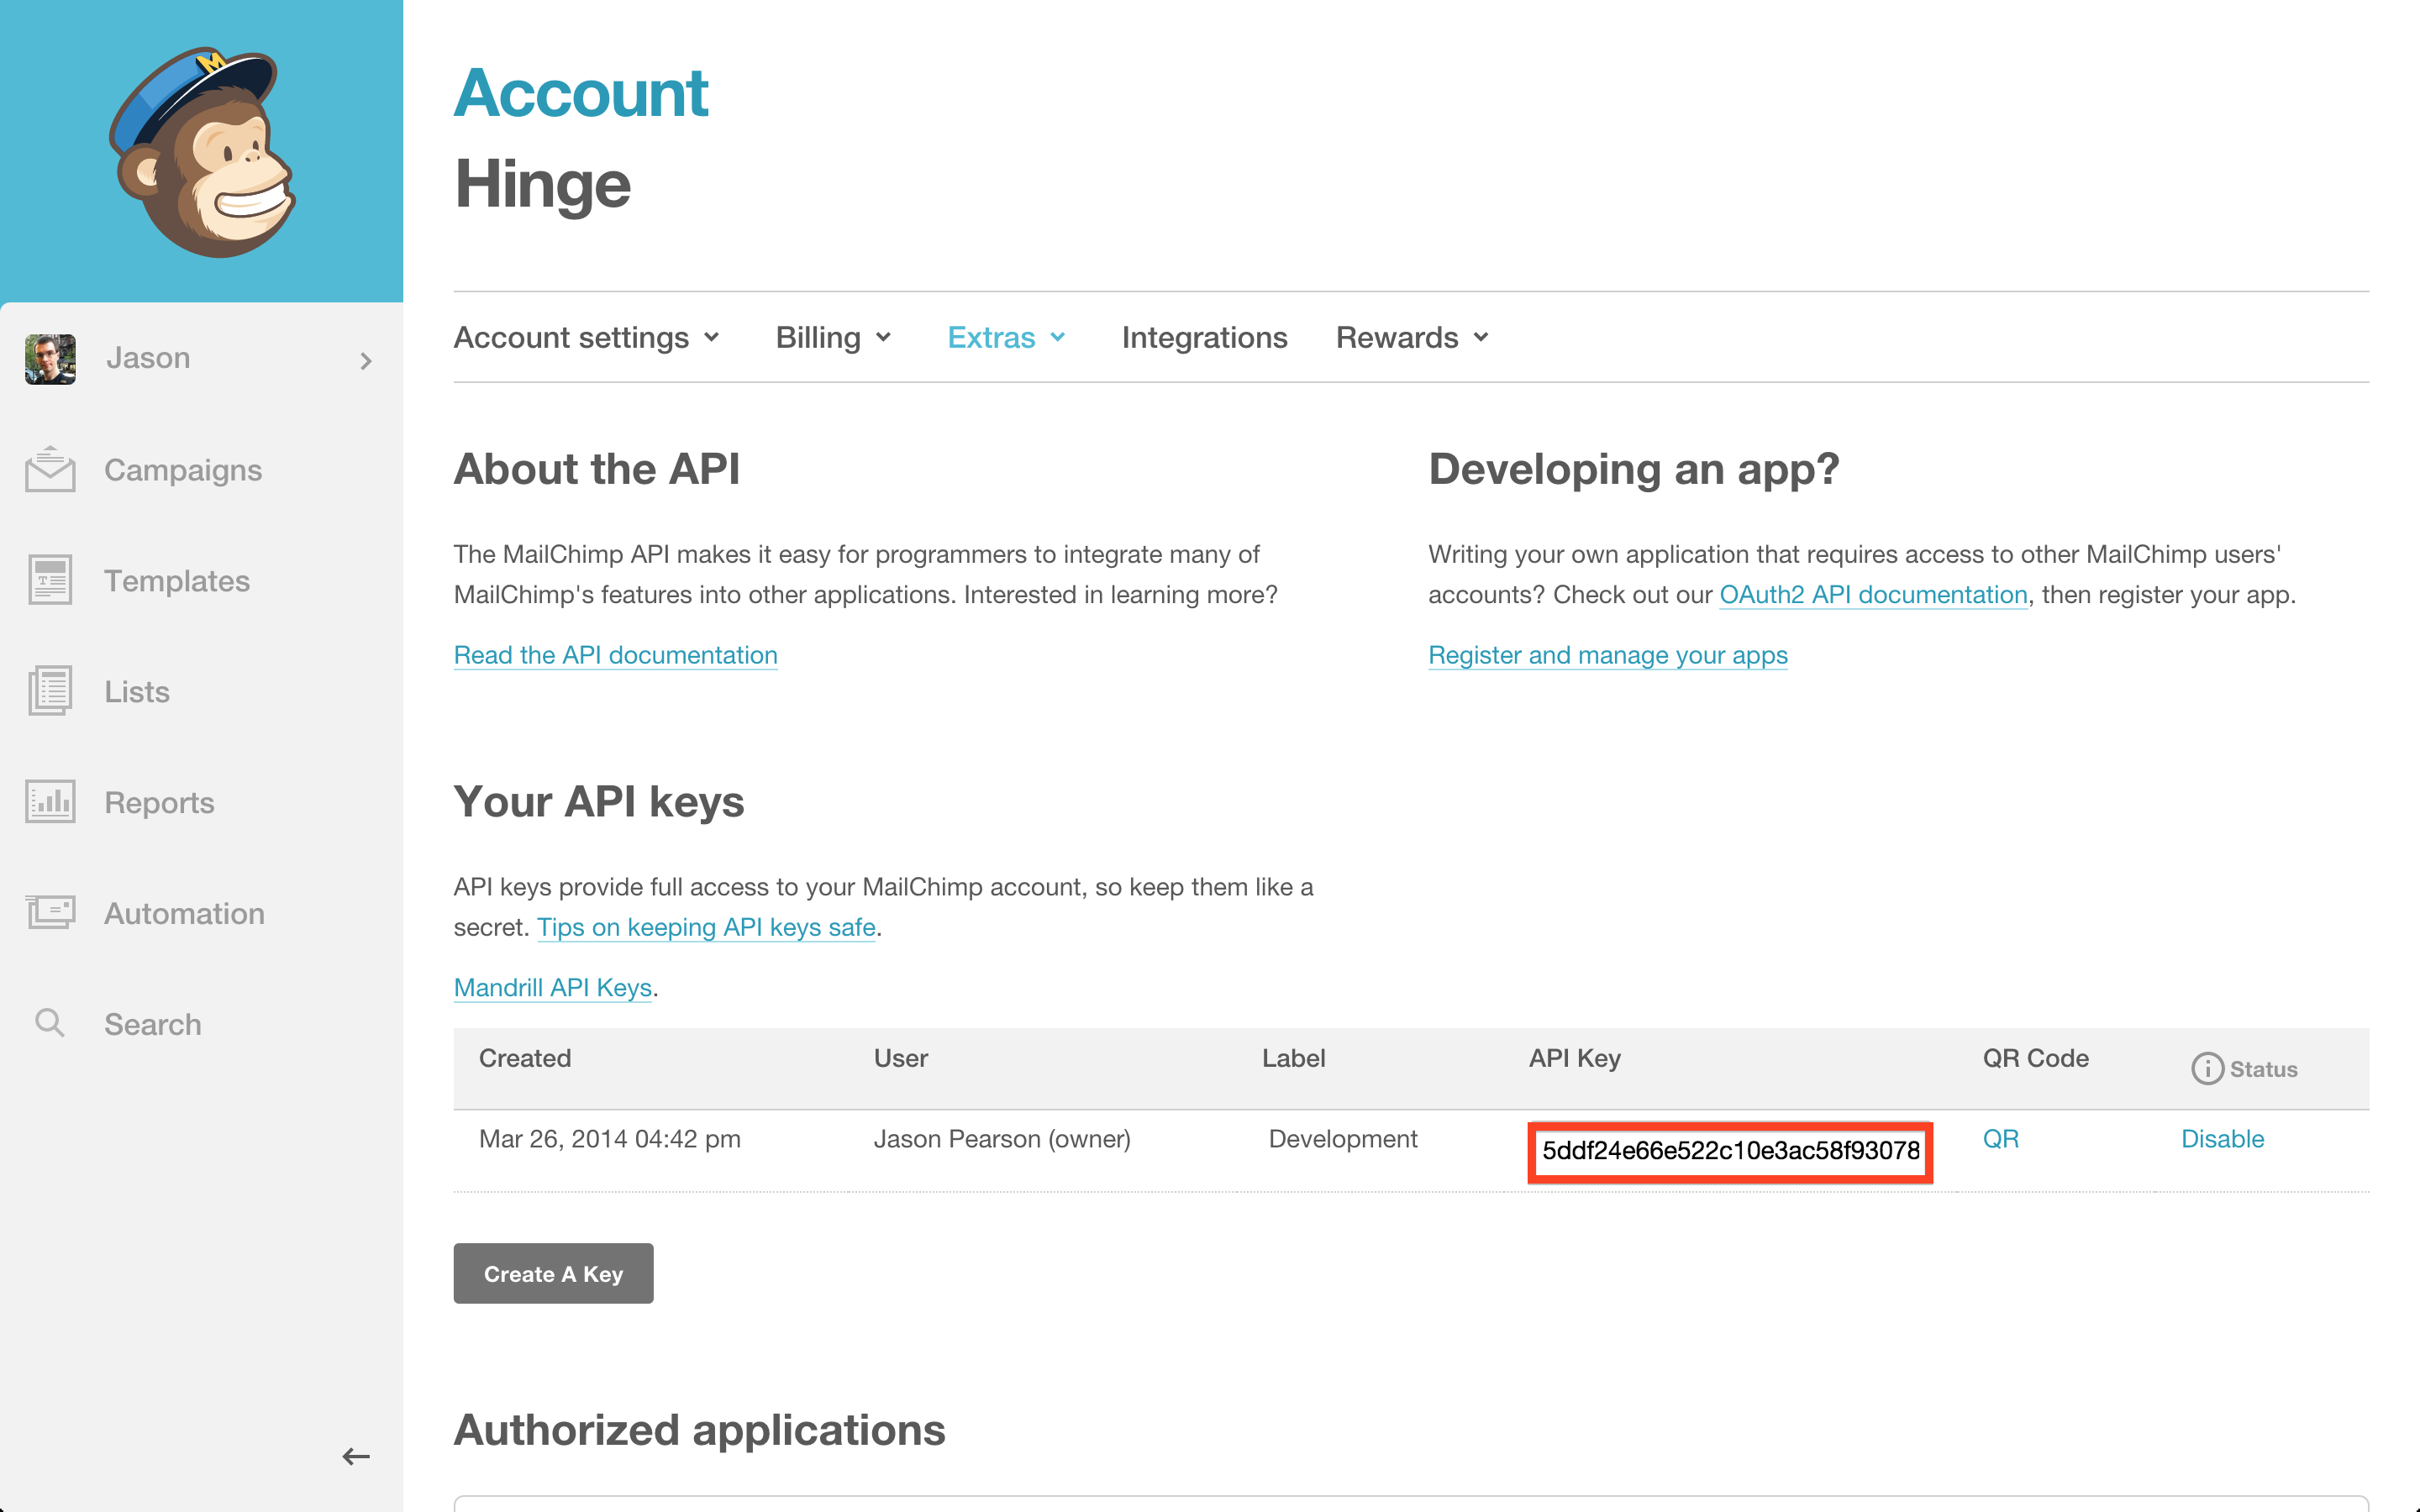 M
Account
Hinge
Account settings Billing Extras Integrations Rewards
Jason
Campaigns
Templates
Lists
Reports
Automation
Search
About the API
The MailChimp API makes it easy for programmers to integrate many of
MailChimp's features into other applications. Interested in learning more?
Read the API documentation
Developing an app?
Writing your own application that requires access to other MailChimp users'
accounts? Check out our OAuth2 API documentation, then register your app.
Register and manage your apps
Your API keys
API keys provide full access to your MailChimp account, so keep them like a
secret. Tips on keeping API keys safe.
Mandrill API Keys.
Created User Label API Key QR Code Status
Mar 26, 2014 04:42 pm Jason Pearson (owner) Development 5ddf24e66e522c10e3ac58f93078 QR Disable
Create A Key
Authorized applications